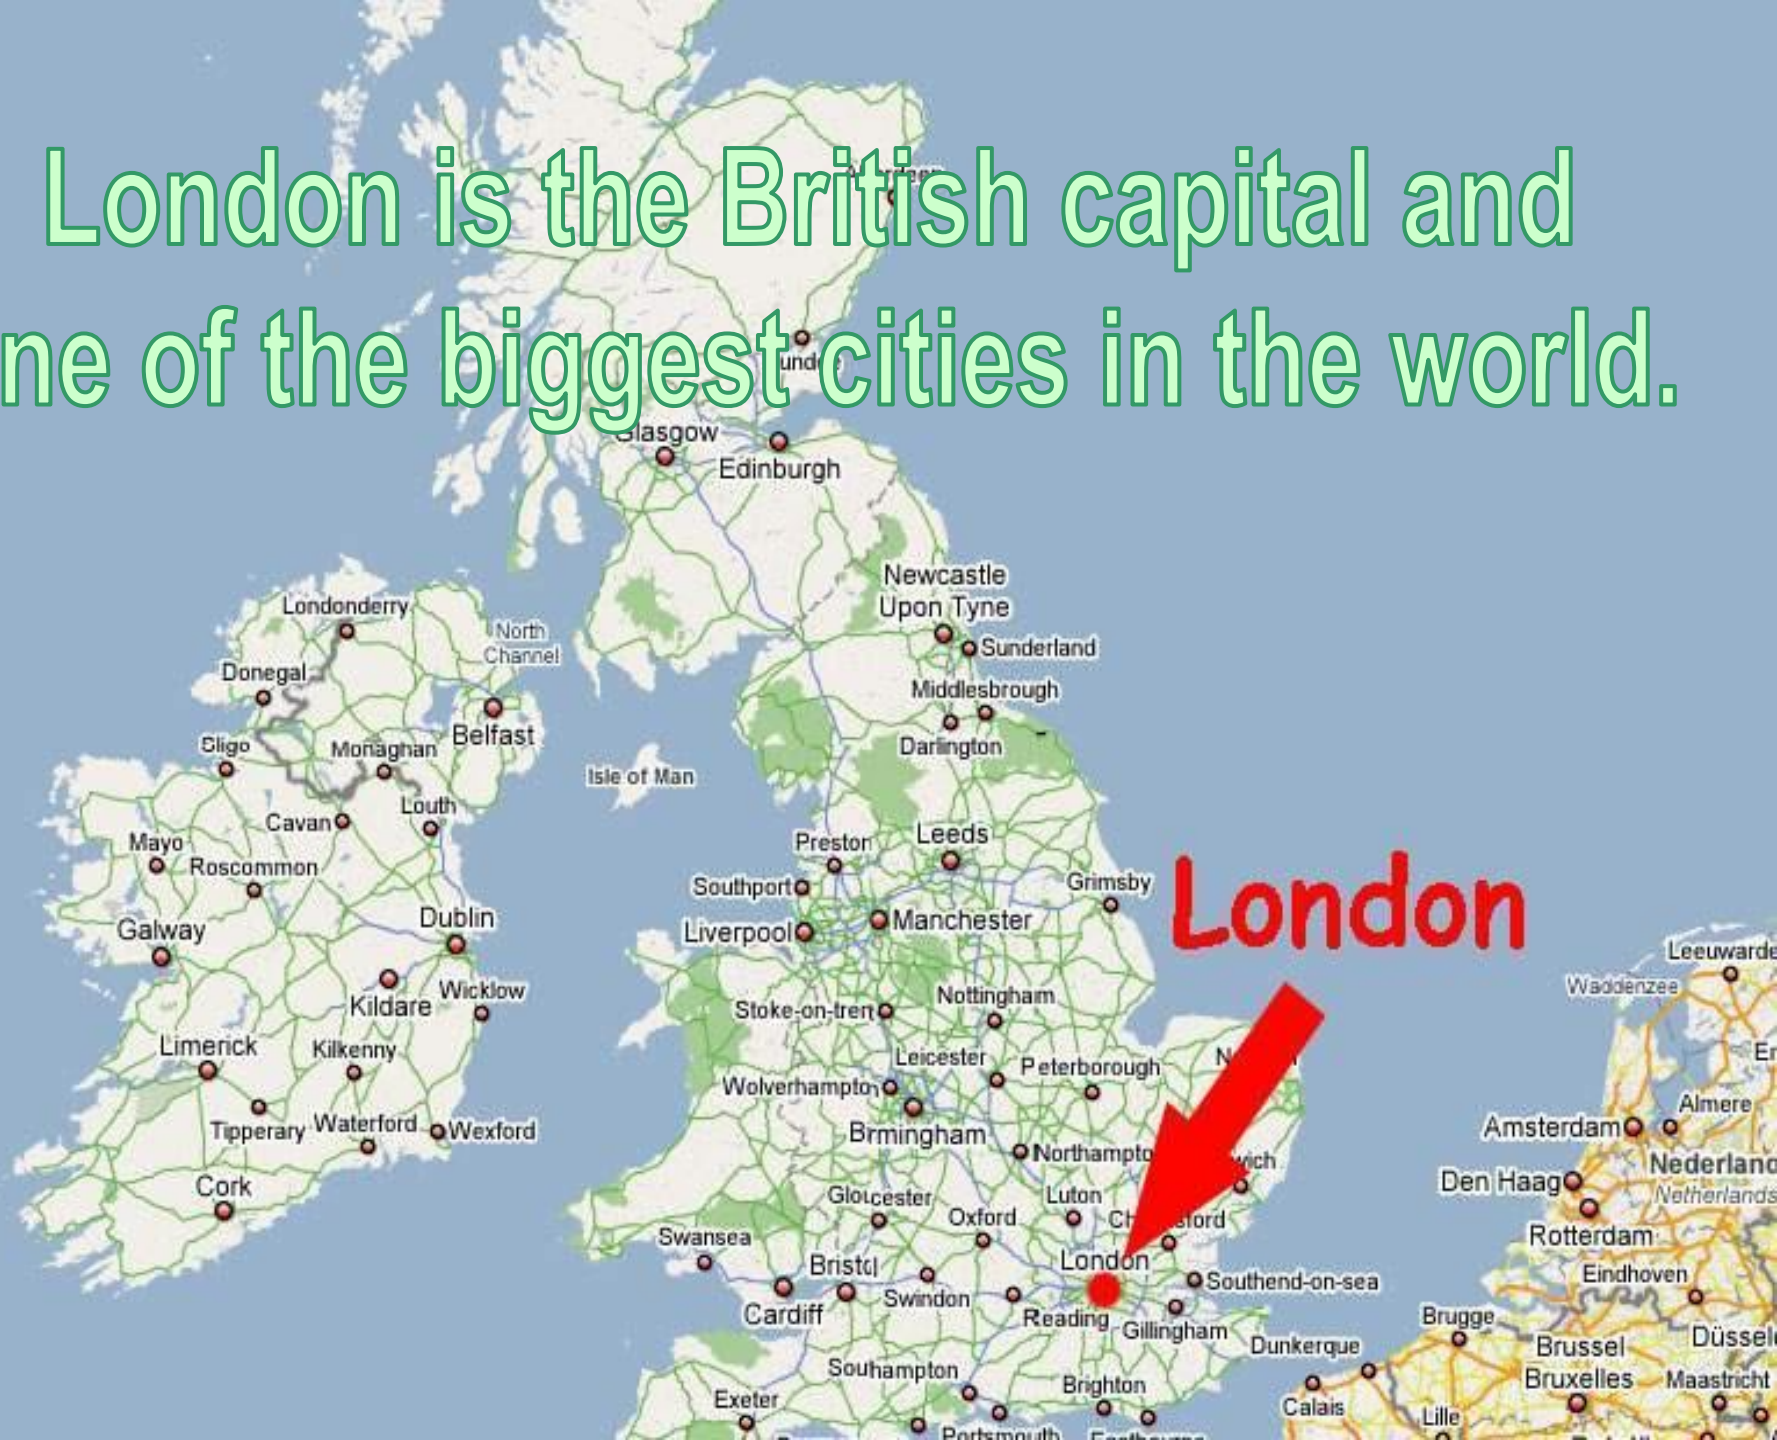 London is the British capital and
ne of the biggest cities in the world.
Glasgow
Edinburgh
Newcastle
Upon Tyne
Londonderry
North
Channel
Sunderland
Donegal
Middlesbrough
Belfast
Sligo
Monaghan
Darlington
Isle of Man
Louth
Cavan
Mayo
Preston
Leeds
Roscommon
Southport
Grimsby
London
Galway
Dublin
Liverpool
Manchester
Leeuwarde
Waddenzee
Kildare
Wicklow
Nottingham
Stoke-on-tren
Limerick
Kilkenny
Leicester
Peterborough
Wolverhampton
Almere
Tipperary
Waterford
Wexford
Brmingham
Amsterdam
Northampto
Nederland
Den Haag
Netherlands
Cork
Gloucester
Luton
Oxford
Swansea
Rotterdam
Bristol
London
Southend-on-sea
Eindhoven
Swindon
Cardiff
Reading
Gillingham
Brugge
Dunkerque
Brussel
Düssel
Southampton
Bruxelles
Maastricht
Exeter
Brighton
Calais
Lille
Portsmouth
Eastbourne